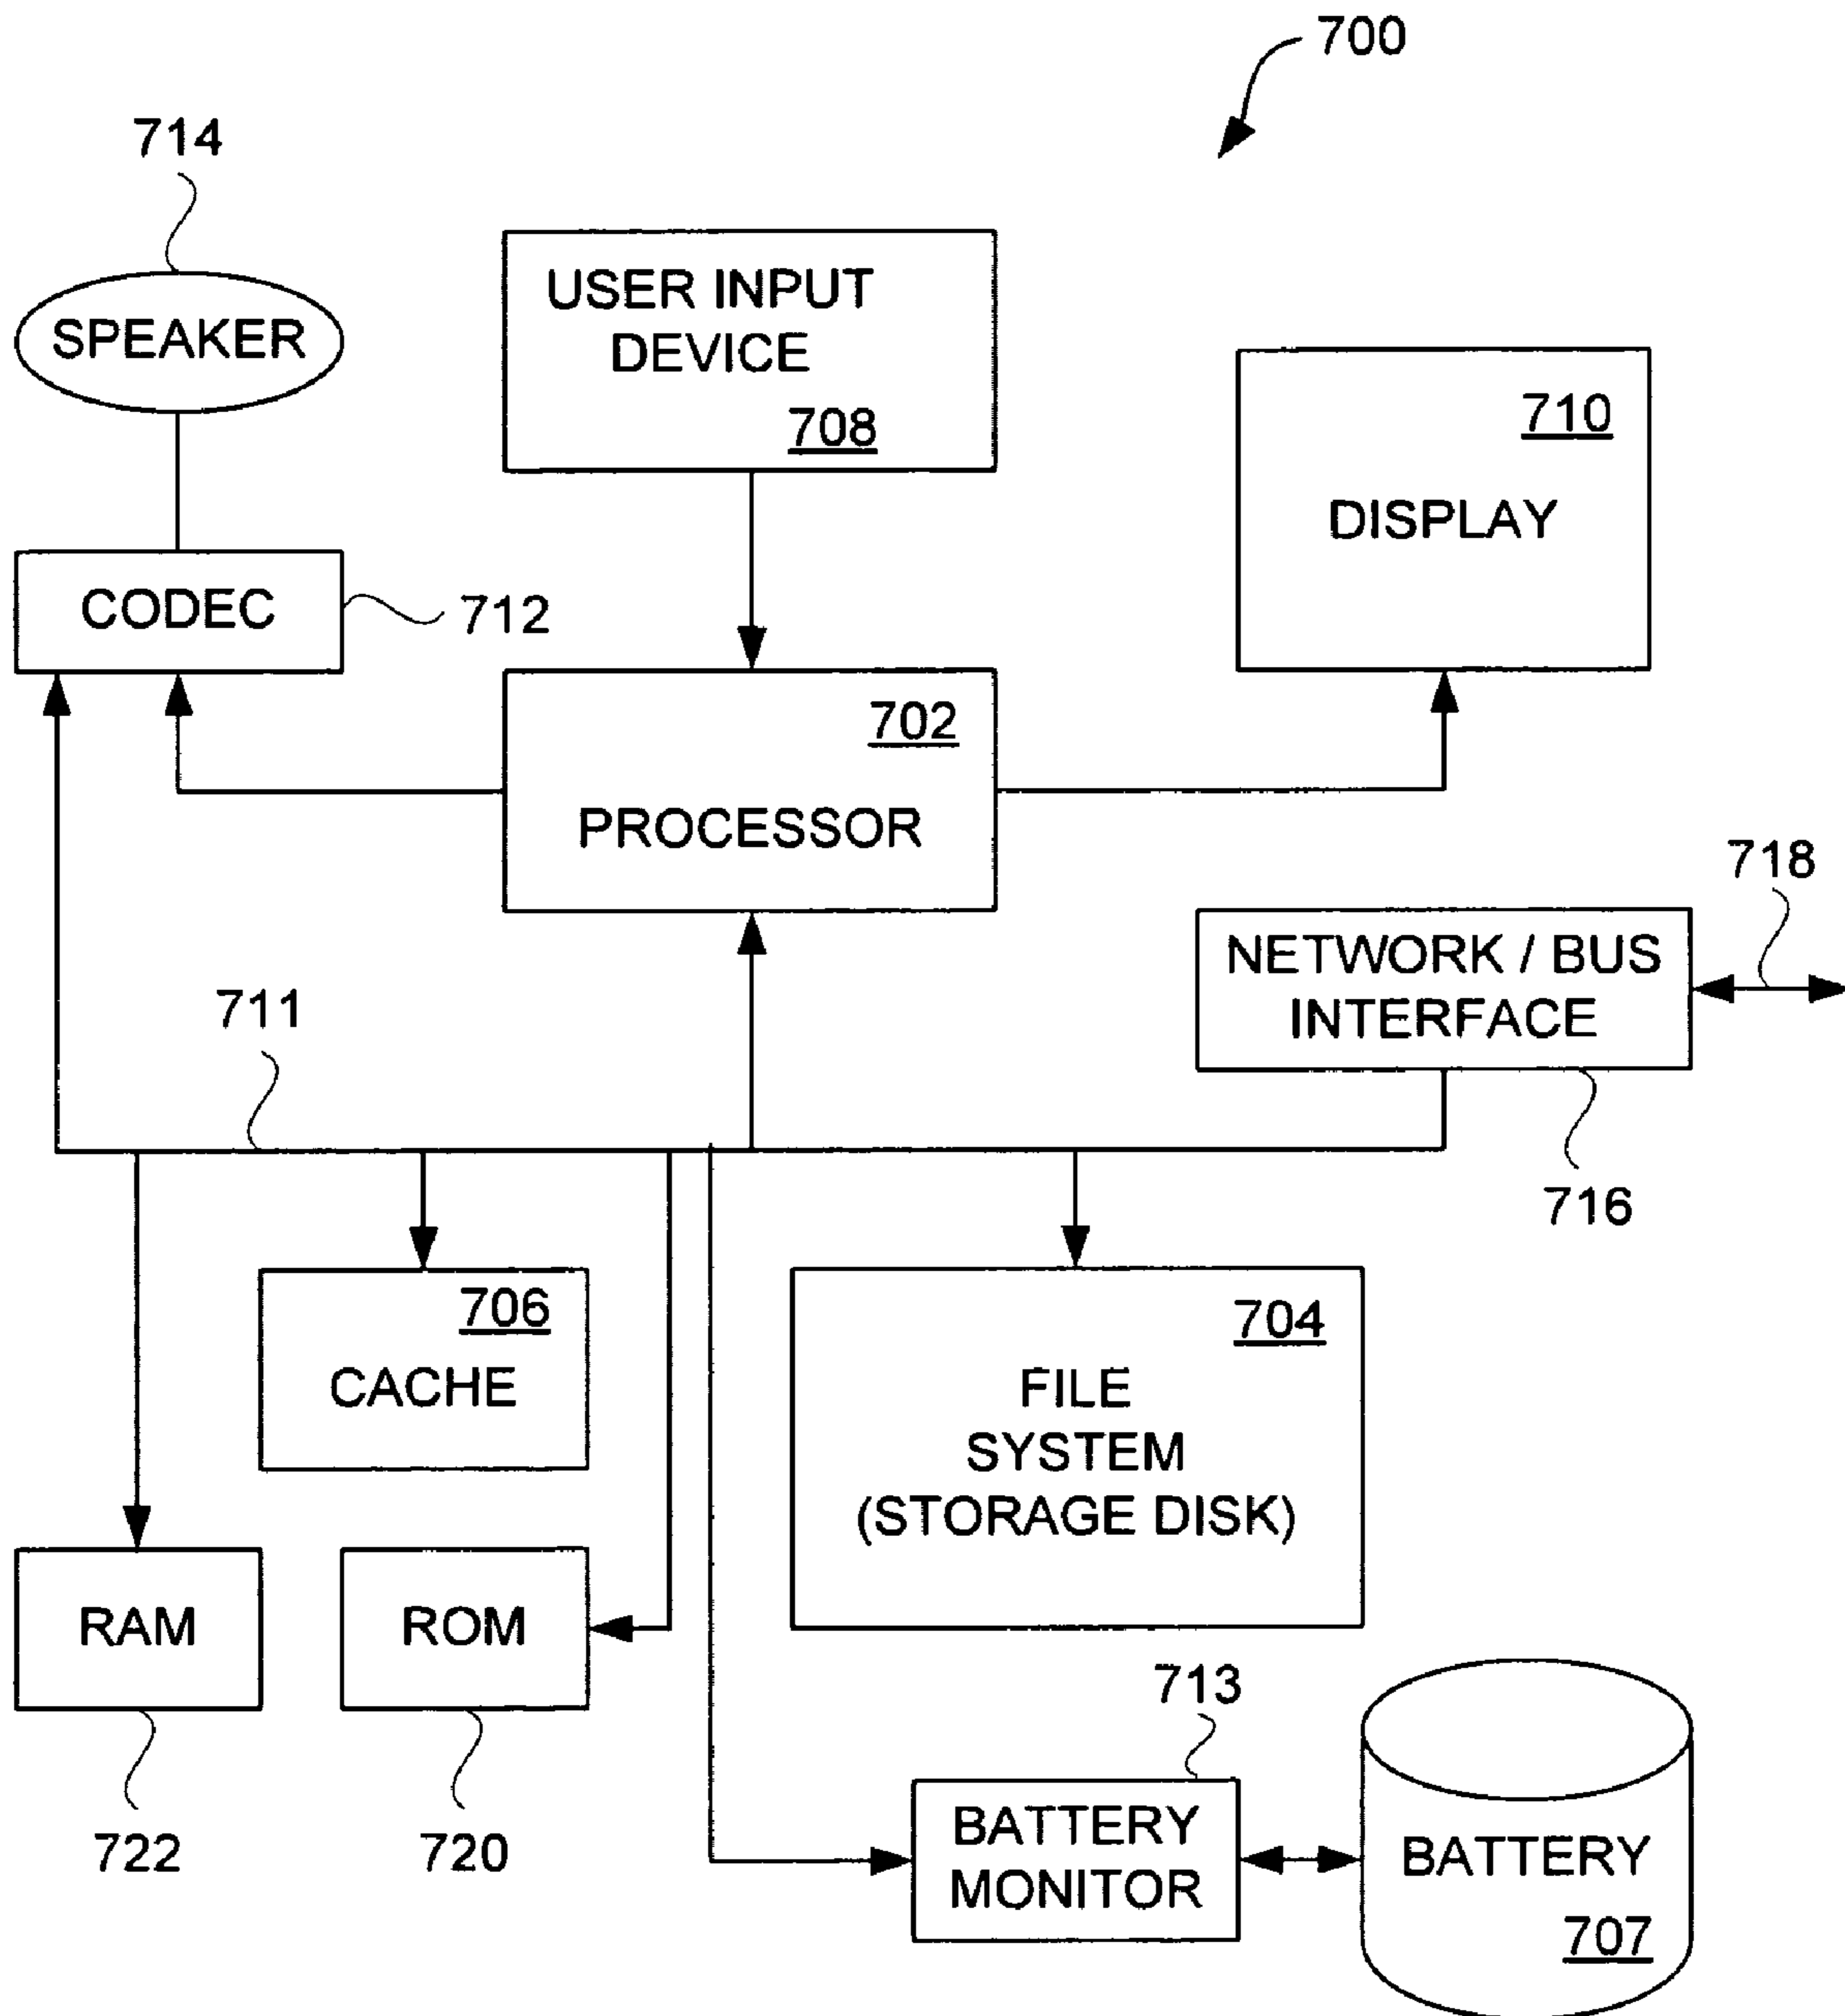 700
714
SPEAKER
USER INPUT
DEVICE
708
710
DISPLAY
CODEC
712
702
PROCESSOR
718
NETWORK / BUS
INTERFACE
711
716
706
CACHE
704
FILE
SYSTEM
(STORAGE DISK)
RAM
ROM
713
722
720
BATTERY
MONITOR
BATTERY
707